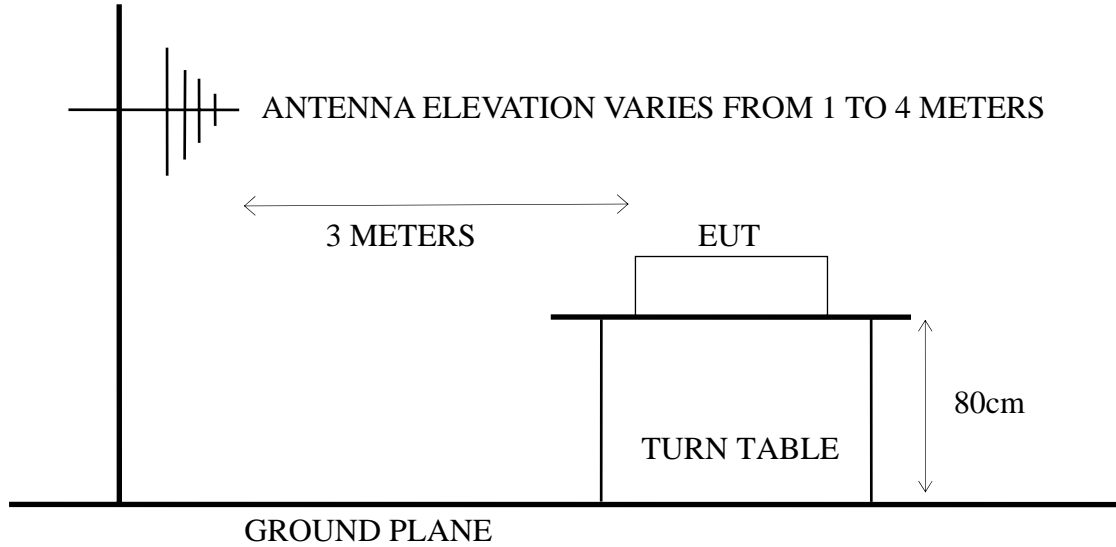 ANTENNA ELEVATION VARIES FROM 1 TO 4 METERS
3 METERS
EUT
80cm
TURN TABLE
GROUND PLANE